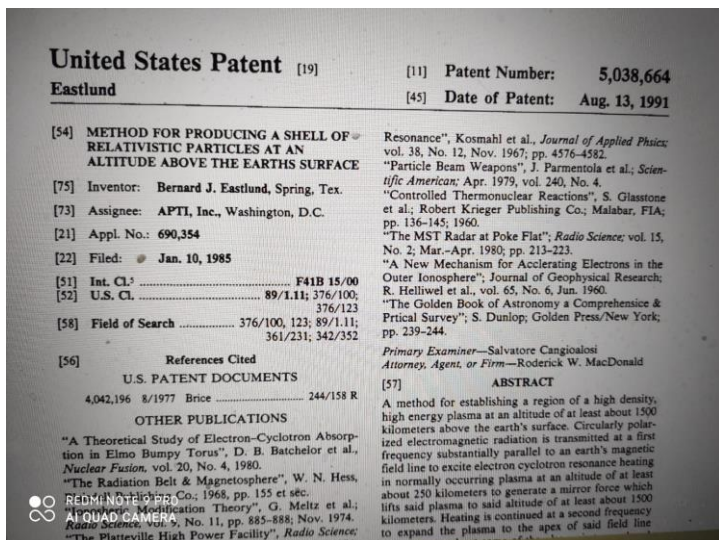 United States Patent [19]
Eastlund
[11] Patent Number: 5,038,664
[45] Date of Patent: Aug. 13, 1991
[54] METHOD FOR PRODUCING A SHELL OF
RELATIVISTIC PARTICLES AT AN
ALTITUDE ABOVE THE EARTHS SURFACE
[75] Inventor: Bernard J. Eastlund, Spring, Tex.
[73] Assignee: APTI, Inc., Washington, D.C.
[21] Appl. No.: 690,354
[22] Filed: Jan. 10, 1985
[51] Int. Cl.⁵ .................................... F41B 15/00
[52] U.S. Cl. .............................. 89/1.11; 376/100;
376/123
[58] Field of Search ............... 376/100, 123; 89/1.11;
361/231; 342/352
[56] References Cited
U.S. PATENT DOCUMENTS
4,042,196 8/1977 Brice .......................... 244/158 R
OTHER PUBLICATIONS
"A Theoretical Study of Electron-Cyclotron Absorp-
tion in Elmo Bumpy Torus", D. B. Batchelor et al.,
Nuclear Fusion, vol. 20, No. 4, 1980.
"The Radiation Belt & Magnetosphere", W. N. Hess,
Co.; 1968, pp. 155 et sec.
Modification Theory", G. Meltz et al.;
Radio Science, vol. 9, No. 11, pp. 885-888; Nov. 1974.
"The Platteville High Power Facility", Radio Science;
Resonance", Kosmahl et al., Journal of Applied Phsics;
vol. 38, No. 12, Nov. 1967; pp. 4576-4582.
"Particle Beam Weapons", J. Parmentola et al.; Scien-
tific American; Apr. 1979, vol. 240, No. 4.
"Controlled Thermonuclear Reactions", S. Glasstone
et al.; Robert Krieger Publishing Co.; Malabar, FIA;
pp. 136-145; 1960.
"The MST Radar at Poke Flat"; Radio Science; vol. 15,
No. 2; Mar.-Apr. 1980; pp. 213-223.
"A New Mechanism for Acclerating Electrons in the
Outer Ionosphere"; Journal of Geophysical Research;
R. Helliwel et al., vol. 65, No. 6, Jun. 1960.
"The Golden Book of Astronomy a Comprehensice &
Prtical Survey"; S. Dunlop; Golden Press/New York;
pp. 239-244.
Primary Examiner—Salvatore Cangioalosi
Attorney, Agent, or Firm—Roderick W. MacDonald
[57] ABSTRACT
A method for establishing a region of a high density,
high energy plasma at an altitude of at least about 1500
kilometers above the earth's surface. Circularly polar-
ized electromagnetic radiation is transmitted at a first
frequency substantially parallel to an earth's magnetic
field line to excite electron cyclotron resonance heating
in normally occurring plasma at an altitude of at least
about 250 kilometers to generate a mirror force which
lifts said plasma to said altitude of at least about 1500
kilometers. Heating is continued at a second frequency
to expand the plasma to the apex of said field line
REDMI NOTE 9 PRO
AI QUAD CAMERA